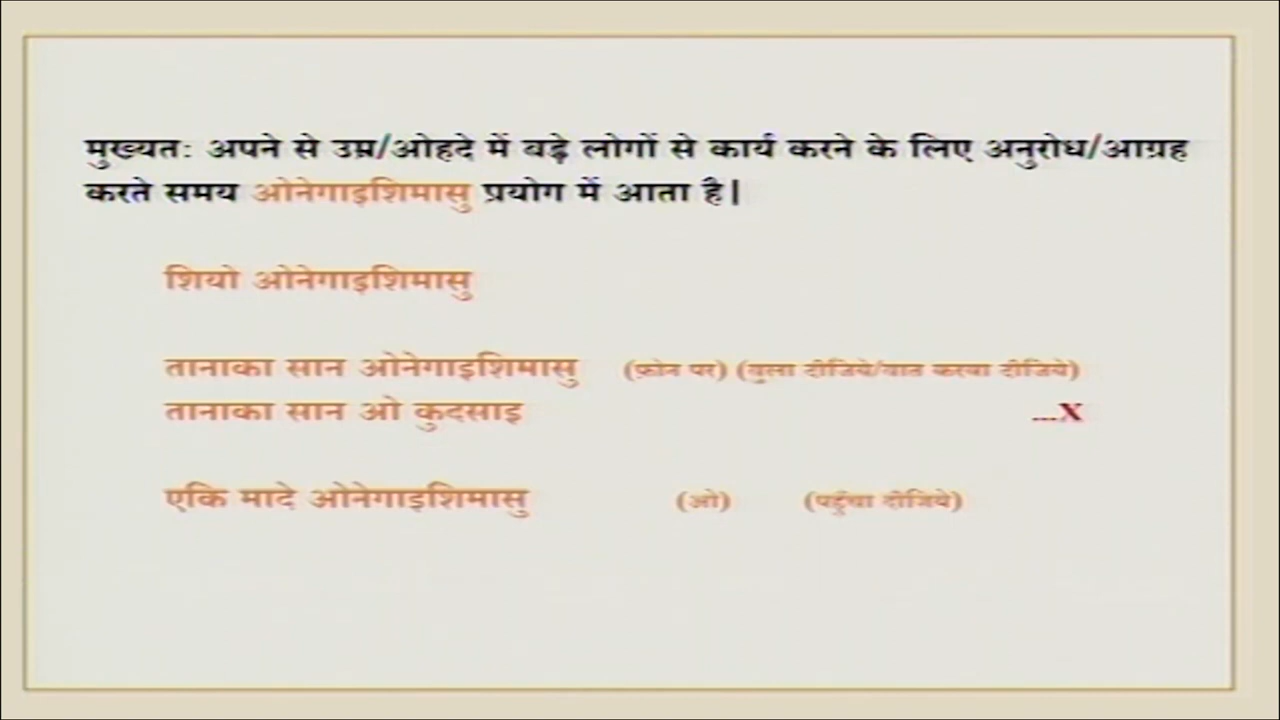 मुख्यत: अपने से उम्र/ओहदे में बड़े लोगों से कार्य करने के लिए अनुरोध/आग्रह
करते समय ओनेगाइशिमासु प्रयोग में आता है|
शियो ओनेगाइशिमासु
तानाका सान ओनेगाइशिमासु (फ़ोन पर) (बुला दीजिये/बात करवा दीजिये)
तानाका सान ओ कुदसाइ ...X
एकि मादे ओनेगाइशिमासु (ओ) (पहुंचा दीजिये)